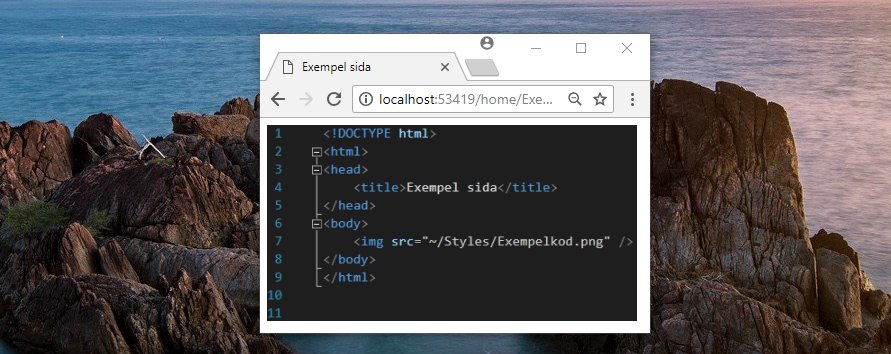 Exempel sida
localhost:53419/home/Exe...
1 <!DOCTYPE html>
2 <html>
3 <head>
4 <title>Exempel sida</title>
5 </head>
6 <body>
7 <img src="~/Styles/Exempelkod.png" />
8 </body>
9 </html>
10
11